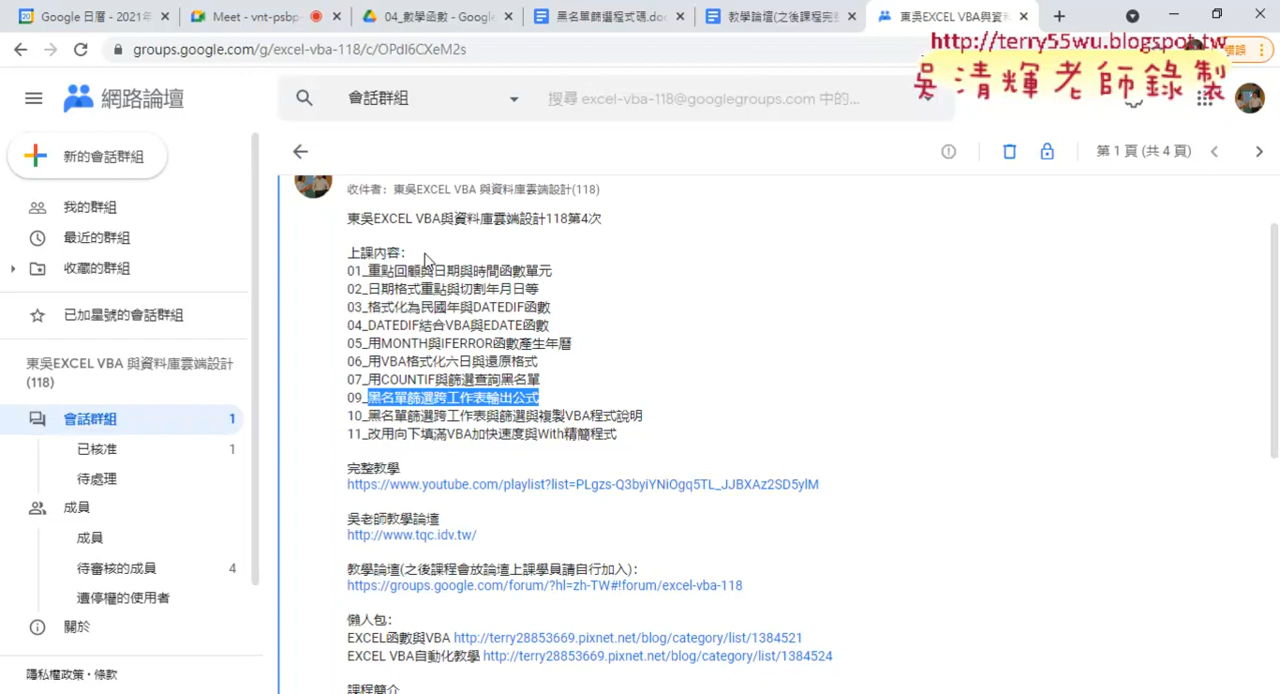 Google 日曆 - 2021年
Meet - vnt-psbp-
04_數學函數 - Google
黑名單篩選程式碼.doc
教學論壇(之後課程完整
東吳EXCEL VBA與資料
groups.google.com/g/excel-vba-118/c/OPdI6CXeM2s
http://terry55wu.blogspot.tw
吳清輝老師錄製
網路論壇
會話群組
搜尋 excel-vba-118@googlegroups.com 中的...
新的會話群組
第 1 頁 (共 4 頁)
我的群組
最近的群組
收藏的群組
已加星號的會話群組
東吳EXCEL VBA 與資料庫雲端設計
(118)
會話群組 1
已核准 1
待處理
成員
成員
待審核的成員 4
遭停權的使用者
關於
隱私權政策 · 條款
收件者: 東吳EXCEL VBA 與資料庫雲端設計(118)
東吳EXCEL VBA與資料庫雲端設計118第4次
上課內容:
01_重點回顧與日期與時間函數單元
02_日期格式重點與切割年月日等
03_格式化為民國年與DATEDIF函數
04_DATEDIF結合VBA與EDATE函數
05_用MONTH與IFERROR函數產生年曆
06_用VBA格式化六日與還原格式
07_用COUNTIF與篩選查詢黑名單
09_黑名單篩選跨工作表輸出公式
10_黑名單篩選跨工作表與篩選與複製VBA程式說明
11_改用向下填滿VBA加快速度與With精簡程式
完整教學
https://www.youtube.com/playlist?list=PLgzs-Q3byiYNiOgq5TL_JJBXAz2SD5ylM
吳老師教學論壇
http://www.tqc.idv.tw/
教學論壇(之後課程會放論壇上課學員請自行加入):
https://groups.google.com/forum/?hl=zh-TW#!forum/excel-vba-118
懶人包:
EXCEL函數與VBA http://terry28853669.pixnet.net/blog/category/list/1384521
EXCEL VBA自動化教學 http://terry28853669.pixnet.net/blog/category/list/1384524
課程簡介